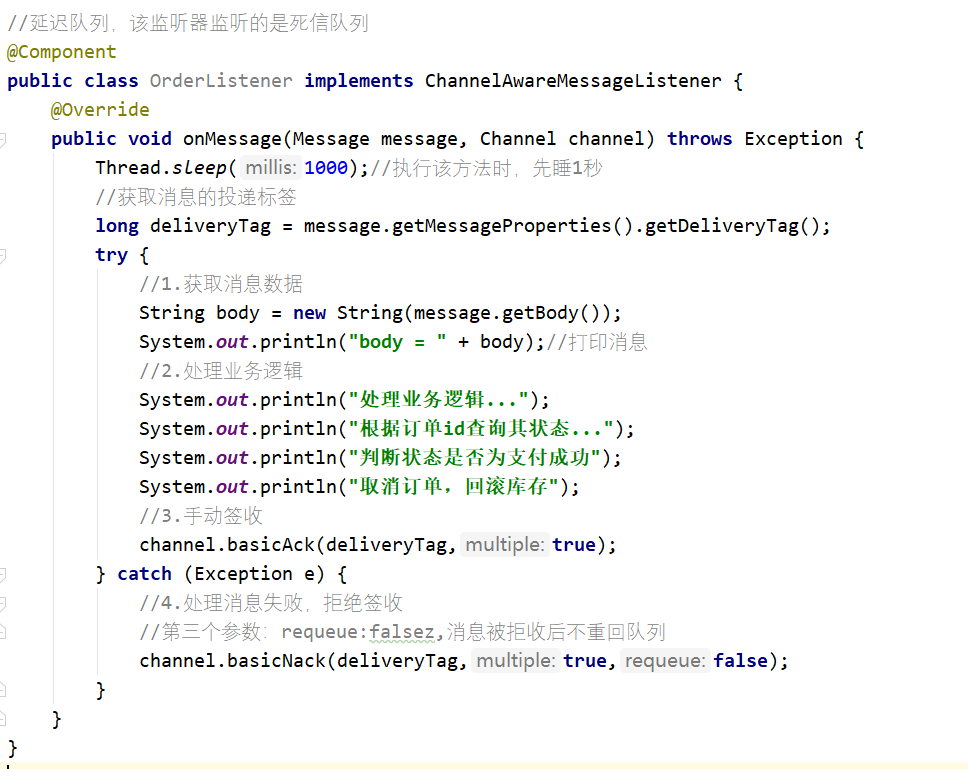 //延迟队列，该监听器监听的是死信队列
@Component
public class OrderListener implements ChannelAwareMessageListener {
@Override
public void onMessage(Message message, Channel channel) throws Exception {
Thread.sleep( millis: 1000);//执行该方法时，先睡1秒
//获取消息的投递标签
long deliveryTag = message.getMessageProperties().getDeliveryTag();
try {
//1.获取消息数据
String body = new String(message.getBody());
System.out.println("body = " + body);//打印消息
//2.处理业务逻辑
System.out.println("处理业务逻辑...");
System.out.println("根据订单id查询其状态...");
System.out.println("判断状态是否为支付成功");
System.out.println("取消订单，回滚库存");
//3.手动签收
channel.basicAck(deliveryTag, multiple: true);
} catch (Exception e) {
//4.处理消息失败，拒绝签收
//第三个参数：requeue:falsez,消息被拒收后不重回队列
channel.basicNack(deliveryTag, multiple: true, requeue: false);
}
}
}